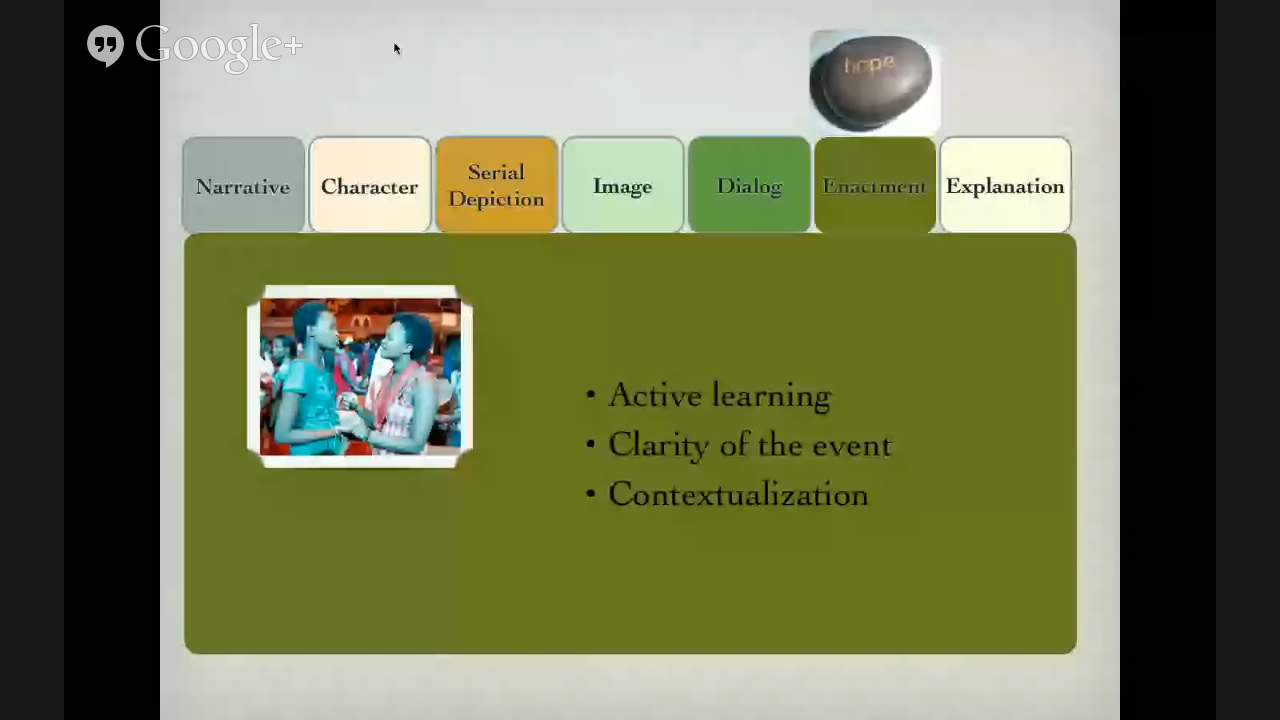 Google+
hope
Narrative
Character
Serial
Depiction
Image
Dialog
Enactment
Explanation
• Active learning
• Clarity of the event
• Contextualization